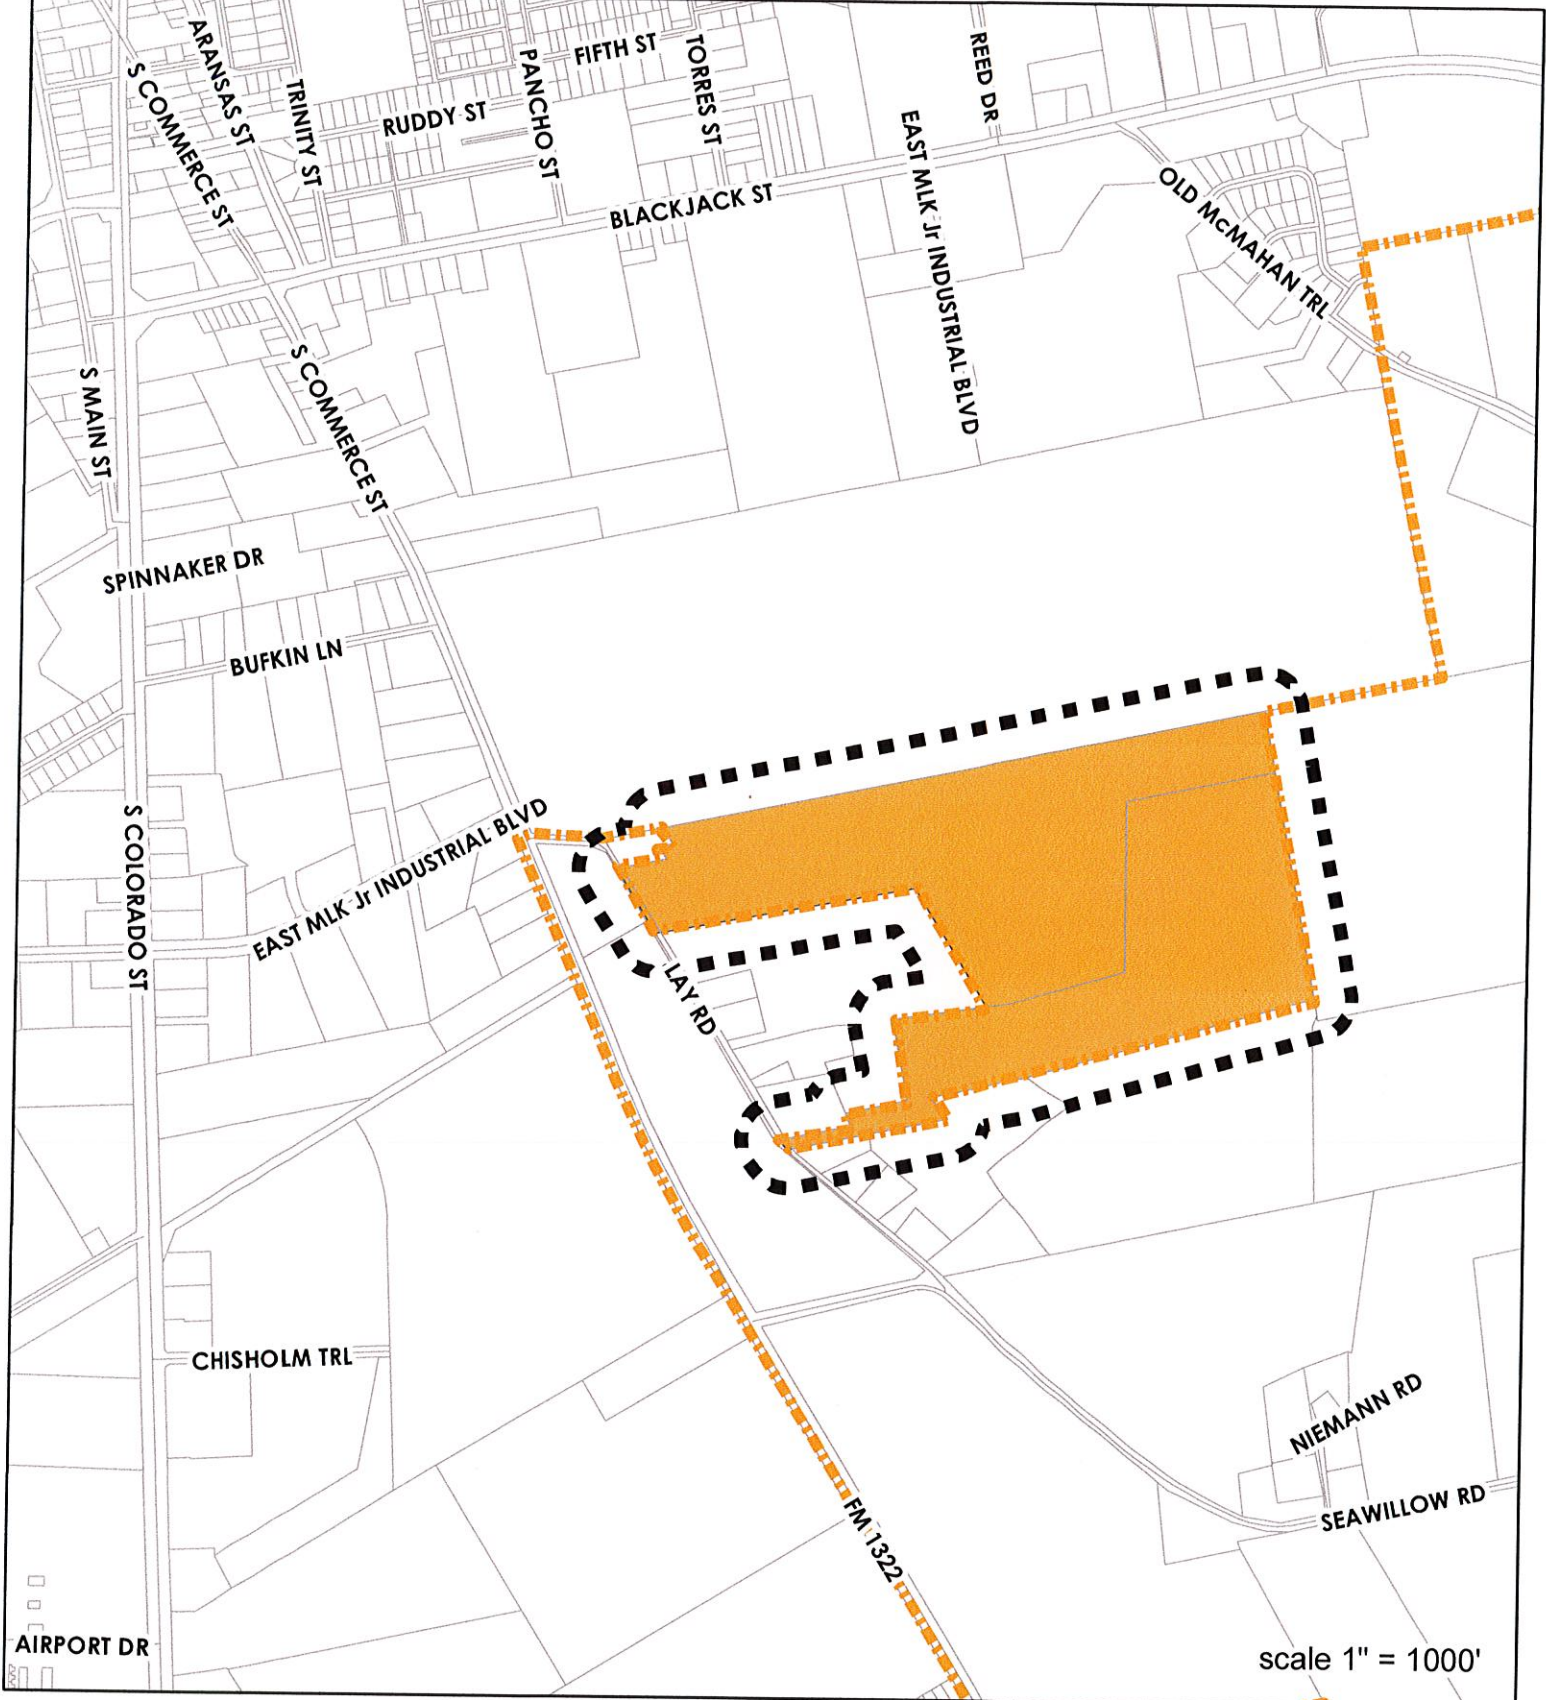 ARANSAS ST
S COMMERCE ST
TRINITY ST
RUDDY ST
PANCHO ST
FIFTH ST
TORRES ST
REED DR
EAST MLK Jr INDUSTRIAL BLVD
BLACKJACK ST
OLD McMAHAN TRL
S MAIN ST
S COMMERCE ST
SPINNAKER DR
BUFKIN LN
S COLORADO ST
EAST MLK Jr INDUSTRIAL BLVD
LAY RD
CHISHOLM TRL
NIEMANN RD
SEAWILLOW RD
FM 1322
AIRPORT DR
scale 1" = 1000'